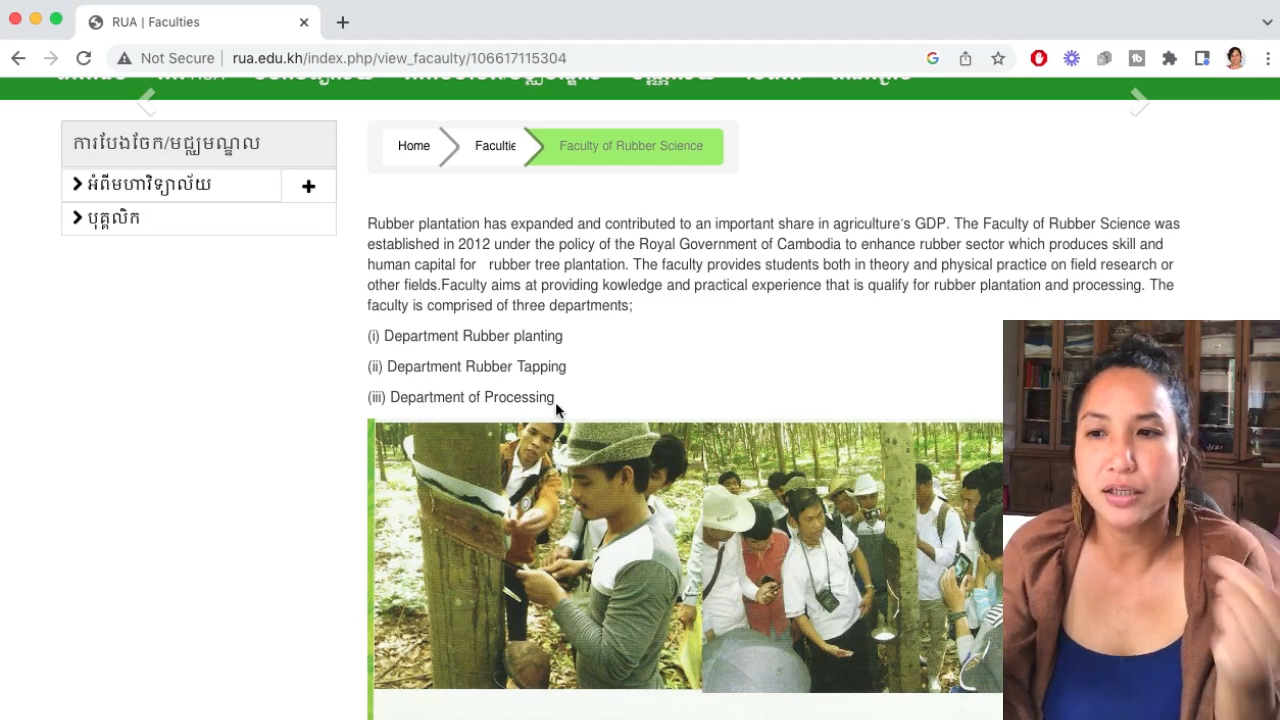 RUA | Faculties
Not Secure
rua.edu.kh/index.php/view_facaulty/106617115304
ការបែងចែក/មជ្ឈមណ្ឌល
អំពីមហាវិទ្យាល័យ
បុគ្គលិក
Home
Facultie
Faculty of Rubber Science
Rubber plantation has expanded and contributed to an important share in agriculture's GDP. The Faculty of Rubber Science was
established in 2012 under the policy of the Royal Government of Cambodia to enhance rubber sector which produces skill and
human capital for rubber tree plantation. The faculty provides students both in theory and physical practice on field research or
other fields.Faculty aims at providing kowledge and practical experience that is qualify for rubber plantation and processing. The
faculty is comprised of three departments;
(i) Department Rubber planting
(ii) Department Rubber Tapping
(iii) Department of Processing